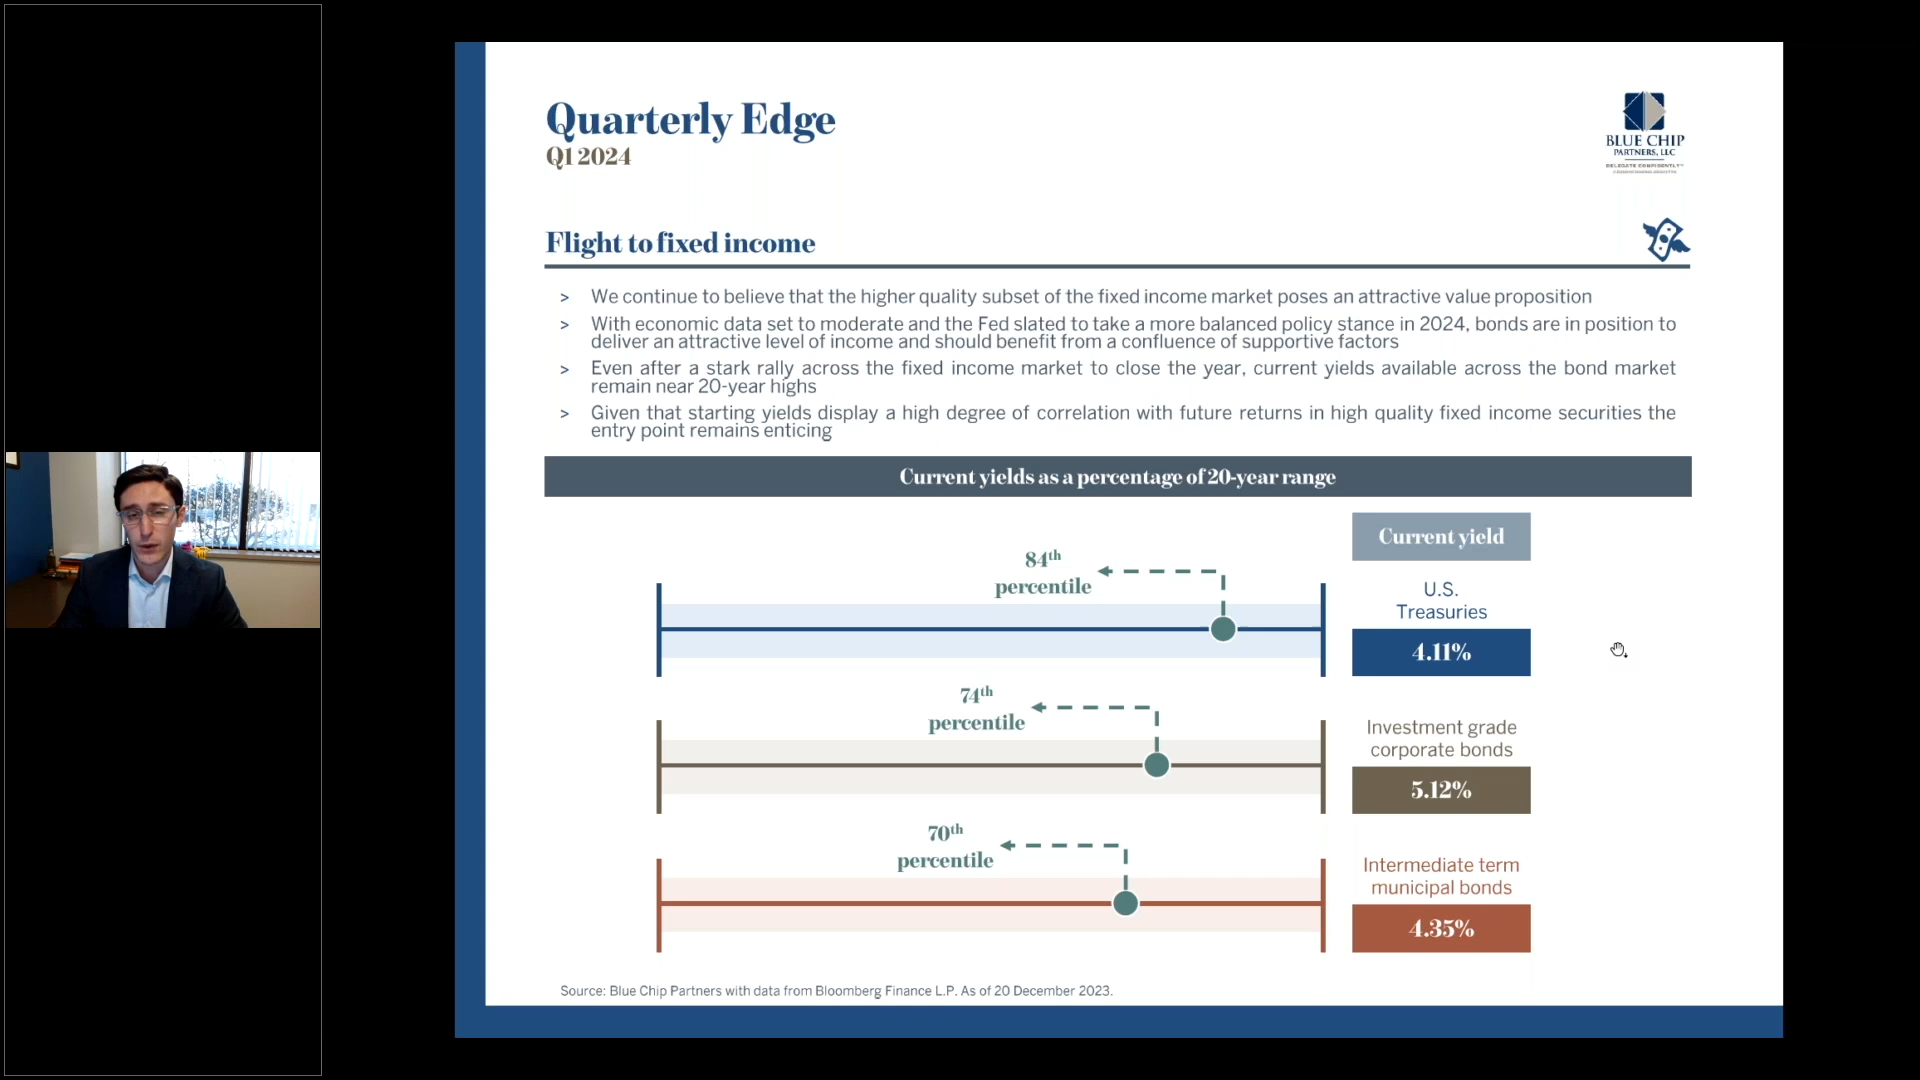 Quarterly Edge
Q1 2024
BLUE CHIP
PARTNERS, LLC
DELEGATE CONFIDENTLY™
Flight to fixed income
> We continue to believe that the higher quality subset of the fixed income market poses an attractive value proposition
> With economic data set to moderate and the Fed slated to take a more balanced policy stance in 2024, bonds are in position to
deliver an attractive level of income and should benefit from a confluence of supportive factors
> Even after a stark rally across the fixed income market to close the year, current yields available across the bond market
remain near 20-year highs
> Given that starting yields display a high degree of correlation with future returns in high quality fixed income securities the
entry point remains enticing
Current yields as a percentage of 20-year range
Current yield
84th
percentile
U.S.
Treasuries
4.11%
74th
percentile
Investment grade
corporate bonds
5.12%
70th
percentile
Intermediate term
municipal bonds
4.35%
Source: Blue Chip Partners with data from Bloomberg Finance L.P. As of 20 December 2023.